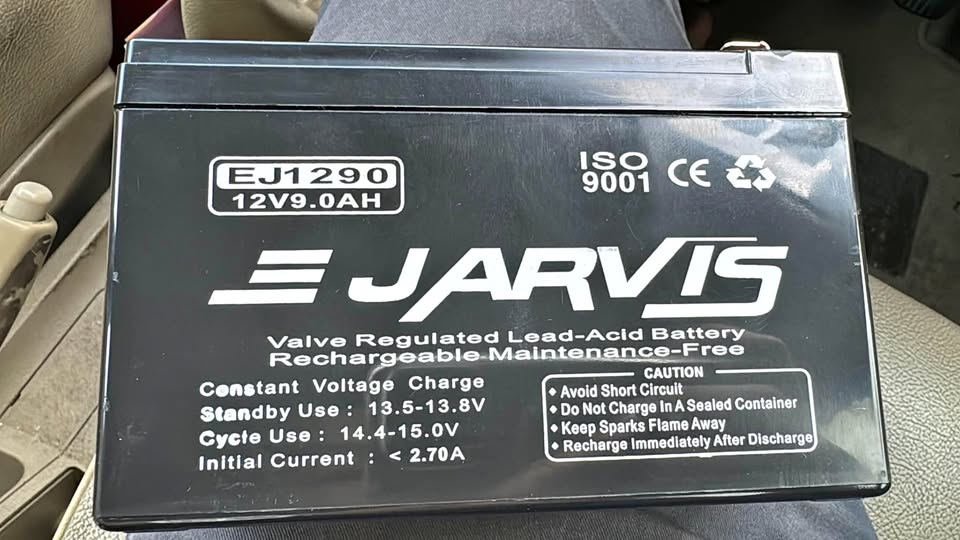 EJ1290
12V9.0AH
ISO
9001
CE
JARVIS
Valve Regulated Lead-Acid Battery
Rechargeable Maintenance-Free
Constant Voltage Charge
Standby Use : 13.5-13.8V
Cycle Use : 14.4-15.0V
Initial Current : < 2.70A
CAUTION
◆ Avoid Short Circuit
◆ Do Not Charge In A Sealed Container
◆ Keep Sparks Flame Away
◆ Recharge Immediately After Discharge